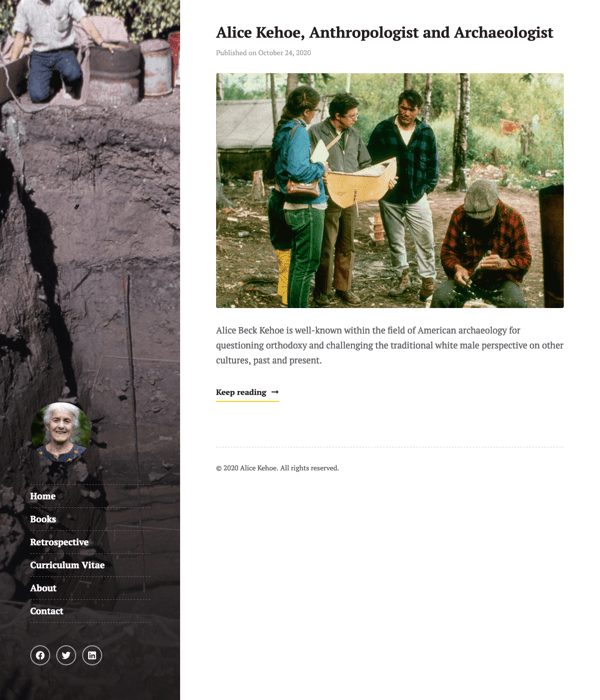 Alice Kehoe, Anthropologist and Archaeologist
Published on October 24, 2020
Alice Beck Kehoe is well-known within the field of American archaeology for
questioning orthodoxy and challenging the traditional white male perspective on other
cultures, past and present.
Keep reading →
© 2020 Alice Kehoe. All rights reserved.
Home
Books
Retrospective
Curriculum Vitae
About
Contact